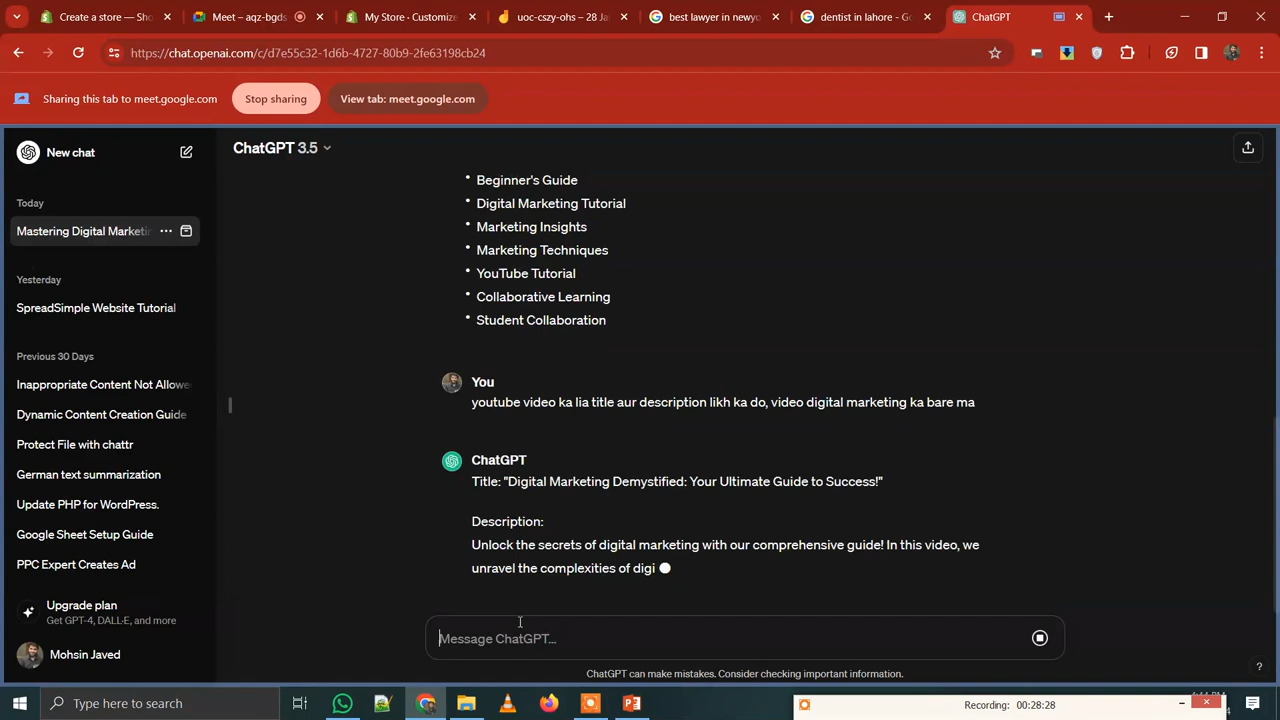 Create a store — Sho
Meet – aqz-bgds
My Store · Customize
uoc-cszy-ohs – 28 Ja
best lawyer in newyo
dentist in lahore - Go
ChatGPT
https://chat.openai.com/c/d7e55c32-1d6b-4727-80b9-2fe63198cb24
Sharing this tab to meet.google.com
Stop sharing
View tab: meet.google.com
New chat
ChatGPT 3.5
Today
Mastering Digital Marketin
Yesterday
SpreadSimple Website Tutorial
Previous 30 Days
Inappropriate Content Not Allowe
Dynamic Content Creation Guide
Protect File with chattr
German text summarization
Update PHP for WordPress.
Google Sheet Setup Guide
PPC Expert Creates Ad
Upgrade plan
Get GPT-4, DALL·E, and more
Mohsin Javed
• Beginner's Guide
• Digital Marketing Tutorial
• Marketing Insights
• Marketing Techniques
• YouTube Tutorial
• Collaborative Learning
• Student Collaboration
You
youtube video ka lia title aur description likh ka do, video digital marketing ka bare ma
ChatGPT
Title: "Digital Marketing Demystified: Your Ultimate Guide to Success!"
Description:
Unlock the secrets of digital marketing with our comprehensive guide! In this video, we
unravel the complexities of digi
Message ChatGPT...
ChatGPT can make mistakes. Consider checking important information.
?
Type here to search
Recording: 00:28:28